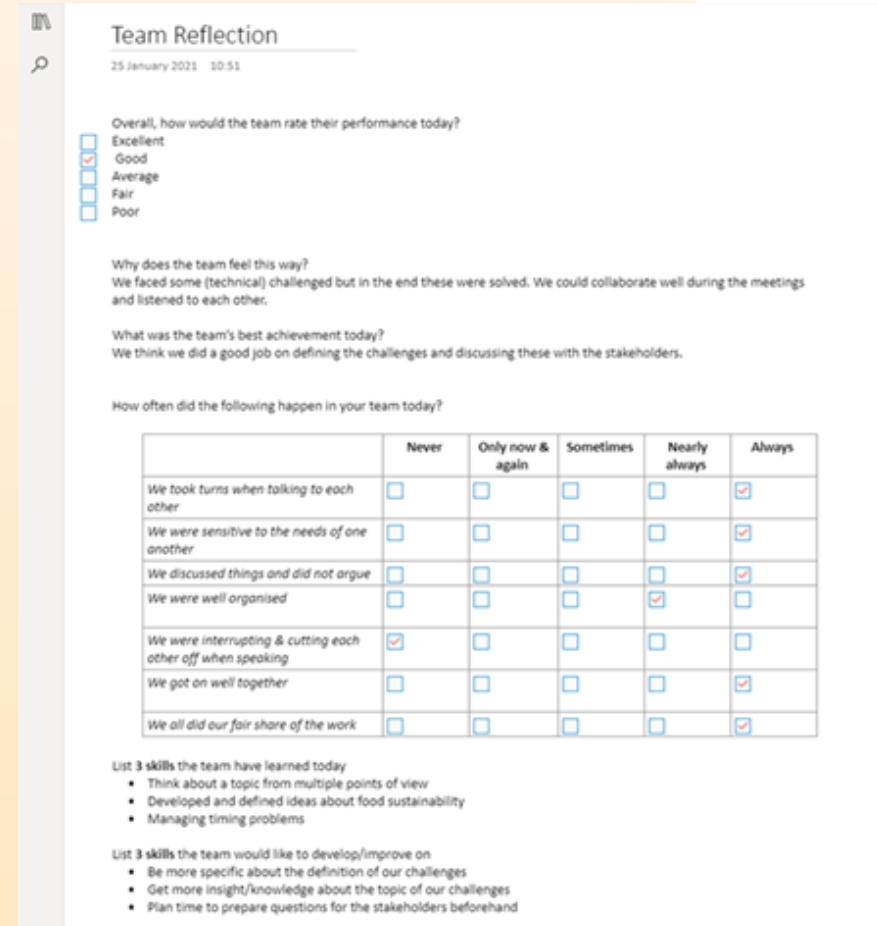 Team Reflection
25 January 2021 10:51
Overall, how would the team rate their performance today?
Excellent
Good
Average
Fair
Poor
Why does the team feel this way?
We faced some (technical) challenged but in the end these were solved. We could collaborate well during the meetings
and listened to each other.
What was the team's best achievement today?
We think we did a good job on defining the challenges and discussing these with the stakeholders.
How often did the following happen in your team today?
Never Only now & Sometimes Nearly Always
again always
We took turns when talking to each
other
We were sensitive to the needs of one
another
We discussed things and did not argue
We were well organised
We were interrupting & cutting each
other off when speaking
We got on well together
We all did our fair share of the work
List 3 skills the team have learned today
• Think about a topic from multiple points of view
• Developed and defined ideas about food sustainability
• Managing timing problems
List 3 skills the team would like to develop/improve on
• Be more specific about the definition of our challenges
• Get more insight/knowledge about the topic of our challenges
• Plan time to prepare questions for the stakeholders beforehand